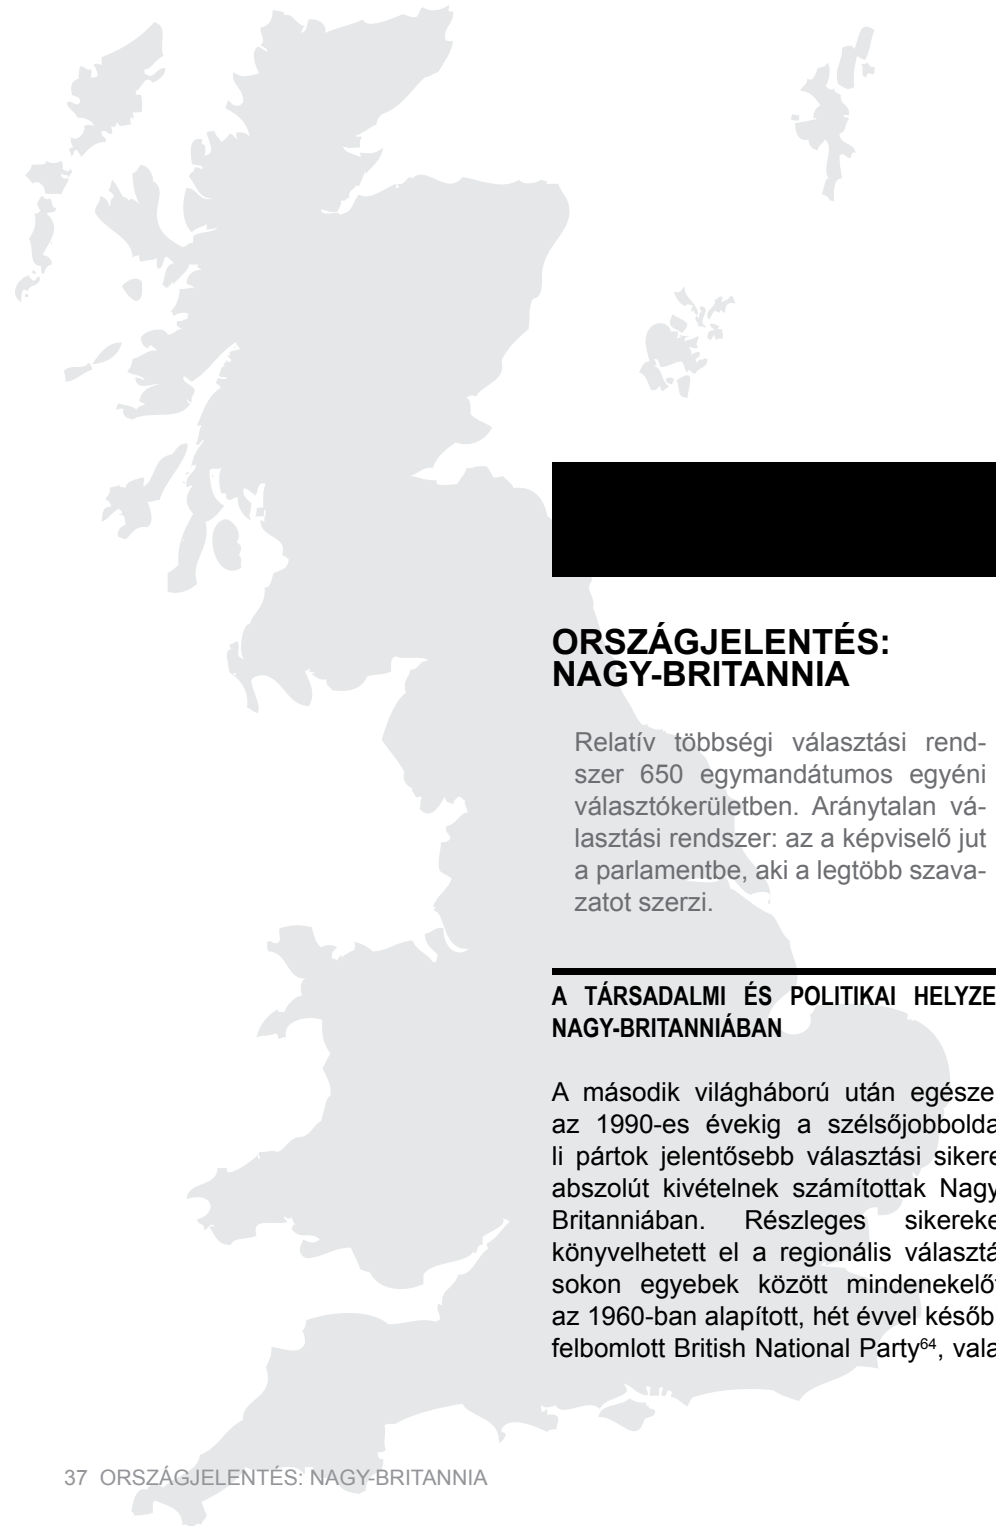 ORSZÁGJELENTÉS:
NAGY-BRITANNIA
Relatív többségi választási rend-
szer 650 egymandátumos egyéni
választókerületben. Aránytalan vá-
lasztási rendszer: az a képviselő jut
a parlamentbe, aki a legtöbb szava-
zatot szerzi.
A TÁRSADALMI ÉS POLITIKAI HELYZE
NAGY-BRITANNIÁBAN
A második világháború után egésze
az 1990-es évekig a szélsőjobbolda
li pártok jelentősebb választási sikere
abszolút kivételnek számítottak Nagy
Britanniában. Részleges sikereke
könyvelhetett el a regionális választá
sokon egyebek között mindenekelőt
az 1960-ban alapított, hét évvel később
felbomlott British National Party⁶⁴, vala
37 ORSZÁGJELENTÉS: NAGY-BRITANNIA